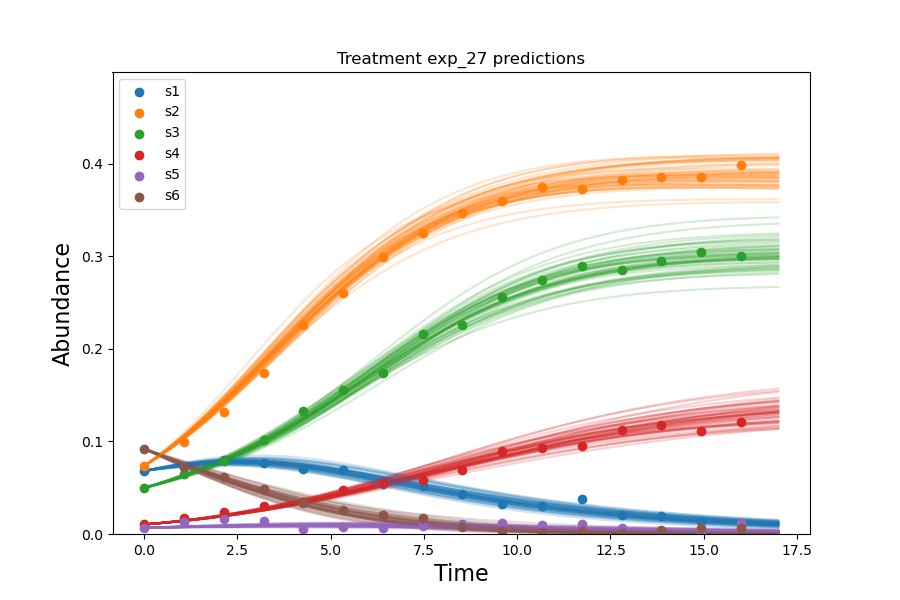 Treatment exp_27 predictions
s1
s2
s3
s4
s5
s6
Abundance
0.4
0.3
0.2
0.1
0.0
0.0 2.5 5.0 7.5 10.0 12.5 15.0 17.5
Time